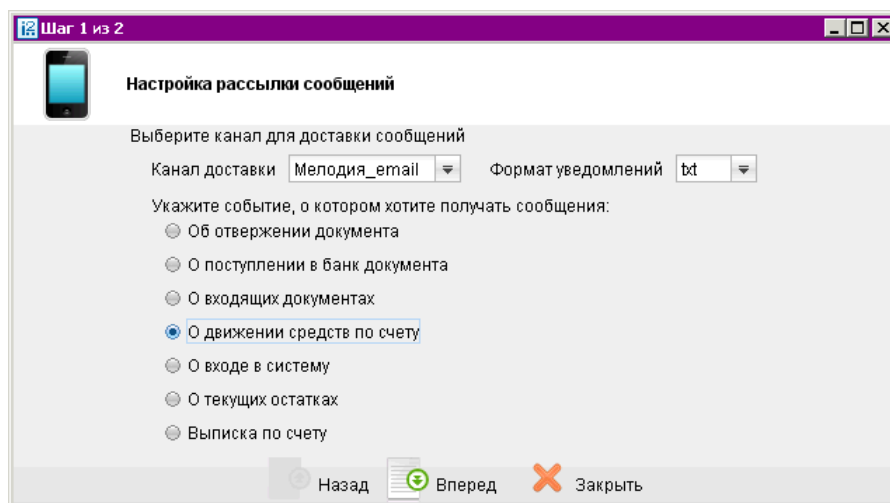 Шаг 1 из 2
Настройка рассылки сообщений
Выберите канал для доставки сообщений
Канал доставки Мелодия_email Формат уведомлений txt
Укажите событие, о котором хотите получать сообщения:
Об отвержении документа
О поступлении в банк документа
О входящих документах
О движении средств по счету
О входе в систему
О текущих остатках
Выписка по счету
Назад Вперед Закрыть